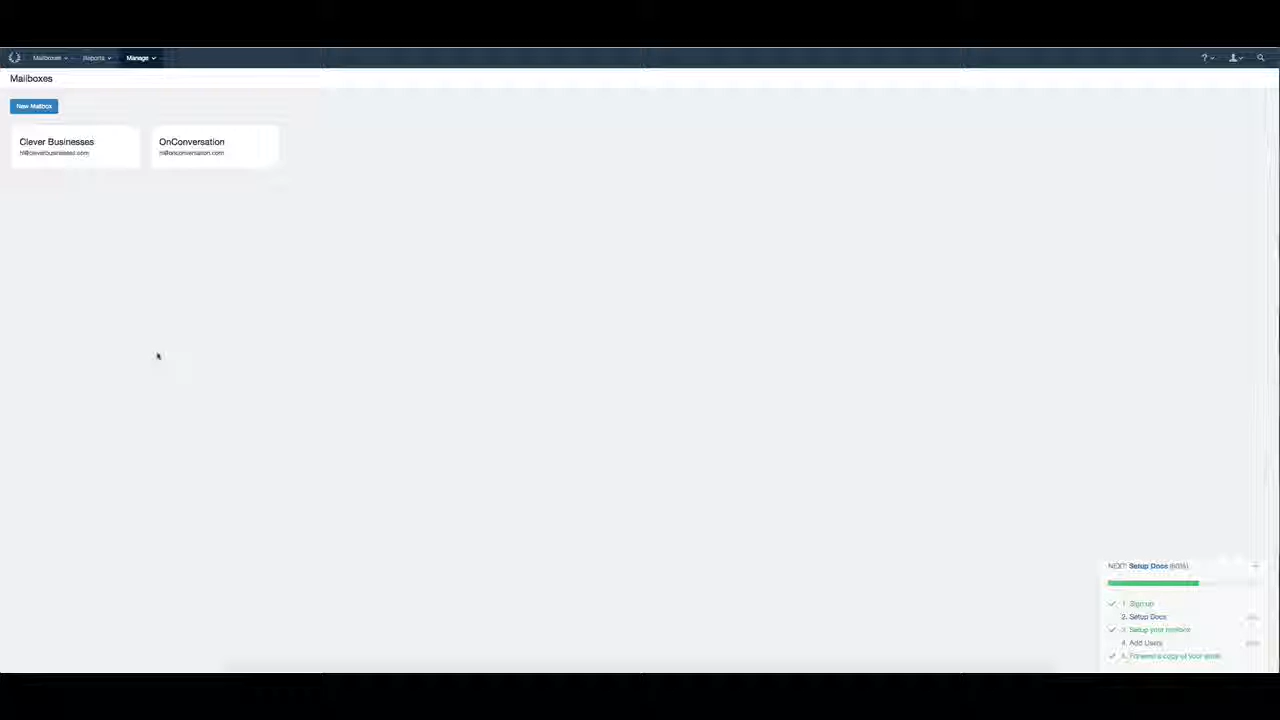 Mailboxes Reports Manage
?
Mailboxes
New Mailbox
Clever Businesses
hi@cleverbusinesses.com
OnConversation
hi@onconversation.com
NEXT: Setup Docs (60%)
1. Sign up
2. Setup Docs
3. Setup your mailbox
4. Add Users
5. Forward a copy of your email